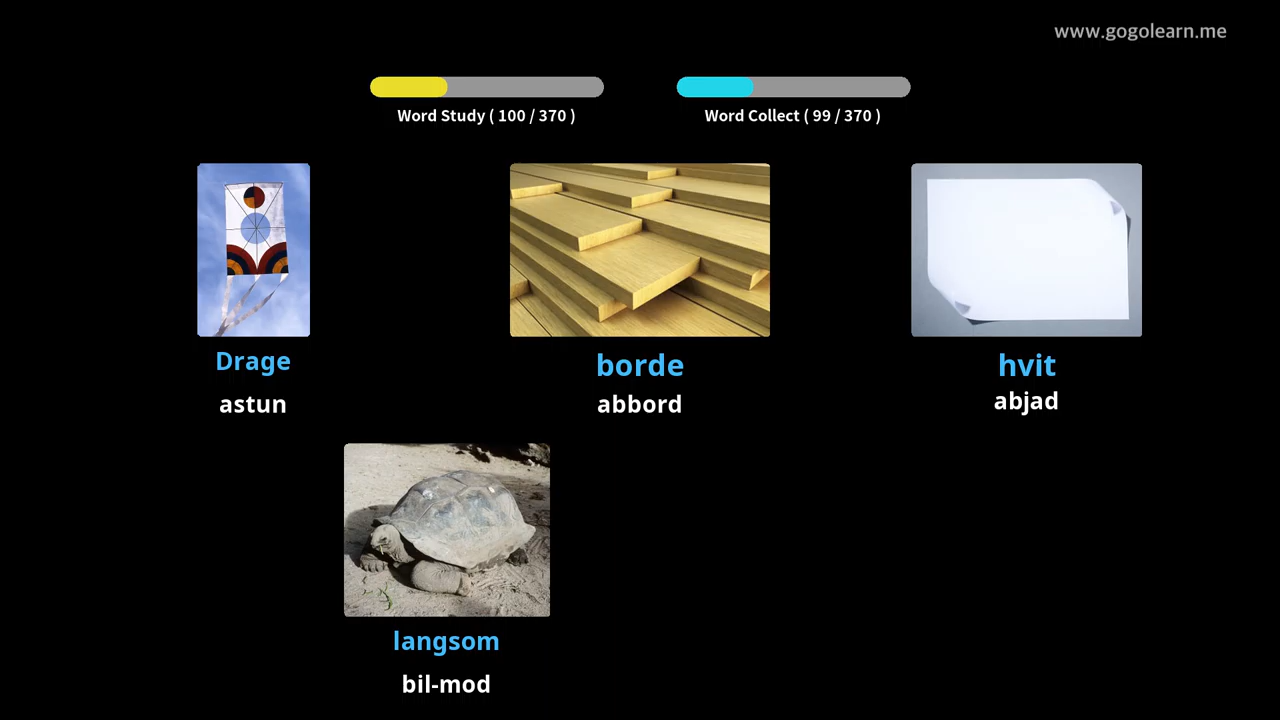 www.gogolearn.me
Word Study ( 100 / 370 )
Word Collect ( 99 / 370 )
Drage
astun
borde
abbord
hvit
abjad
langsom
bil-mod